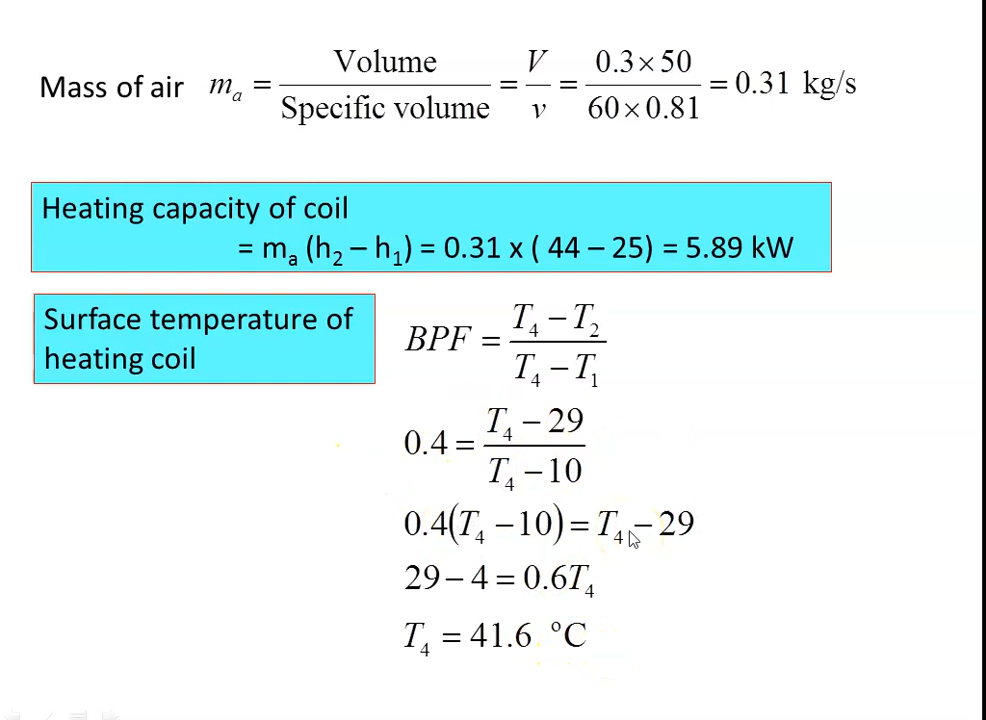 Mass of air m_a = Volume / Specific volume = V / v = 0.3 × 50 / 60 × 0.81 = 0.31 kg/s
Heating capacity of coil
= m_a (h_2 – h_1) = 0.31 x ( 44 – 25) = 5.89 kW
Surface temperature of
heating coil
BPF = T_4 − T_2 / T_4 − T_1
0.4 = T_4 − 29 / T_4 − 10
0.4(T_4 − 10) = T_4 − 29
29 − 4 = 0.6T_4
T_4 = 41.6 °C